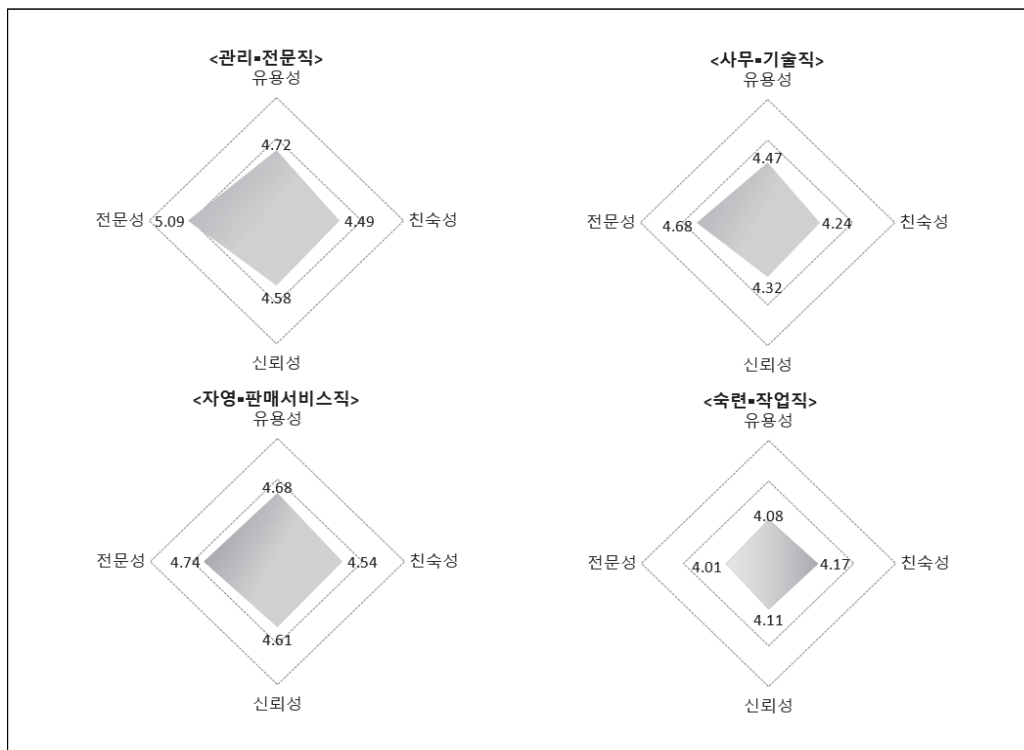 <관리▪전문직>
유용성
4.72
전문성 5.09 4.49 친숙성
4.58
신뢰성
<사무▪기술직>
유용성
4.47
전문성 4.68 4.24 친숙성
4.32
신뢰성
<자영▪판매서비스직>
유용성
4.68
전문성 4.74 4.54 친숙성
4.61
신뢰성
<숙련▪작업직>
유용성
4.08
전문성 4.01 4.17 친숙성
4.11
신뢰성